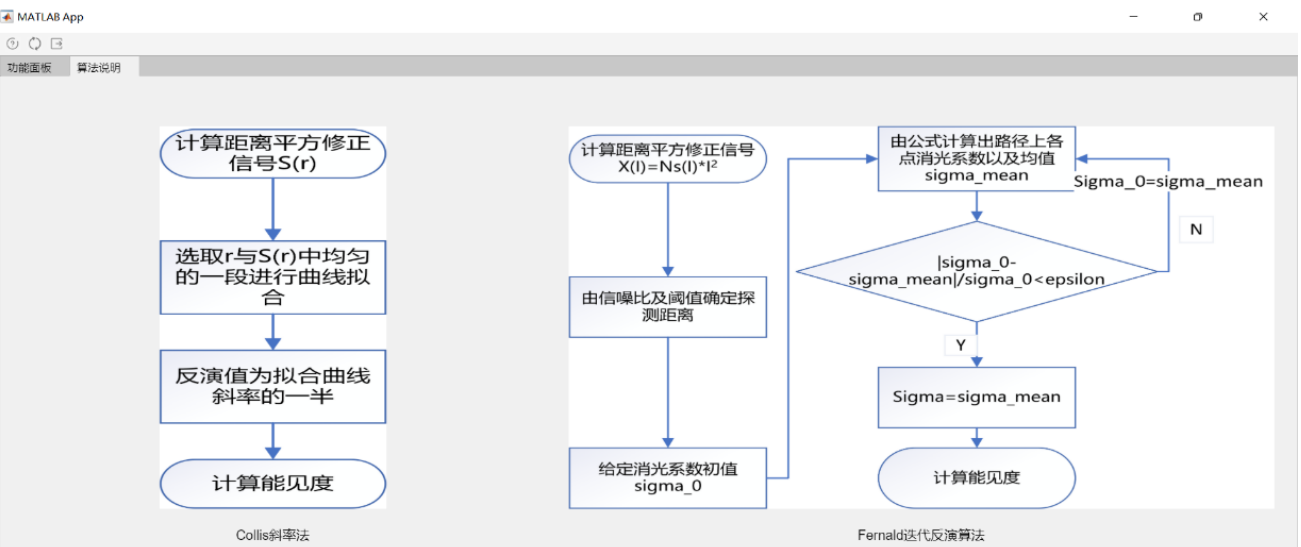 MATLAB App
功能面板
算法说明
计算距离平方修正
信号S(r)
选取r与S(r)中均匀
的一段进行曲线拟
合
反演值为拟合曲线
斜率的一半
计算能见度
Collis斜率法
计算距离平方修正信号
X(l)=Ns(l)*l²
由信噪比及阈值确定探
测距离
给定消光系数初值
sigma_0
由公式计算出路径上各
点消光系数以及均值
sigma_mean
Sigma_0=sigma_mean
N
|sigma_0-
sigma_mean|/sigma_0<epsilon
Y
Sigma=sigma_mean
计算能见度
Fernald迭代反演算法